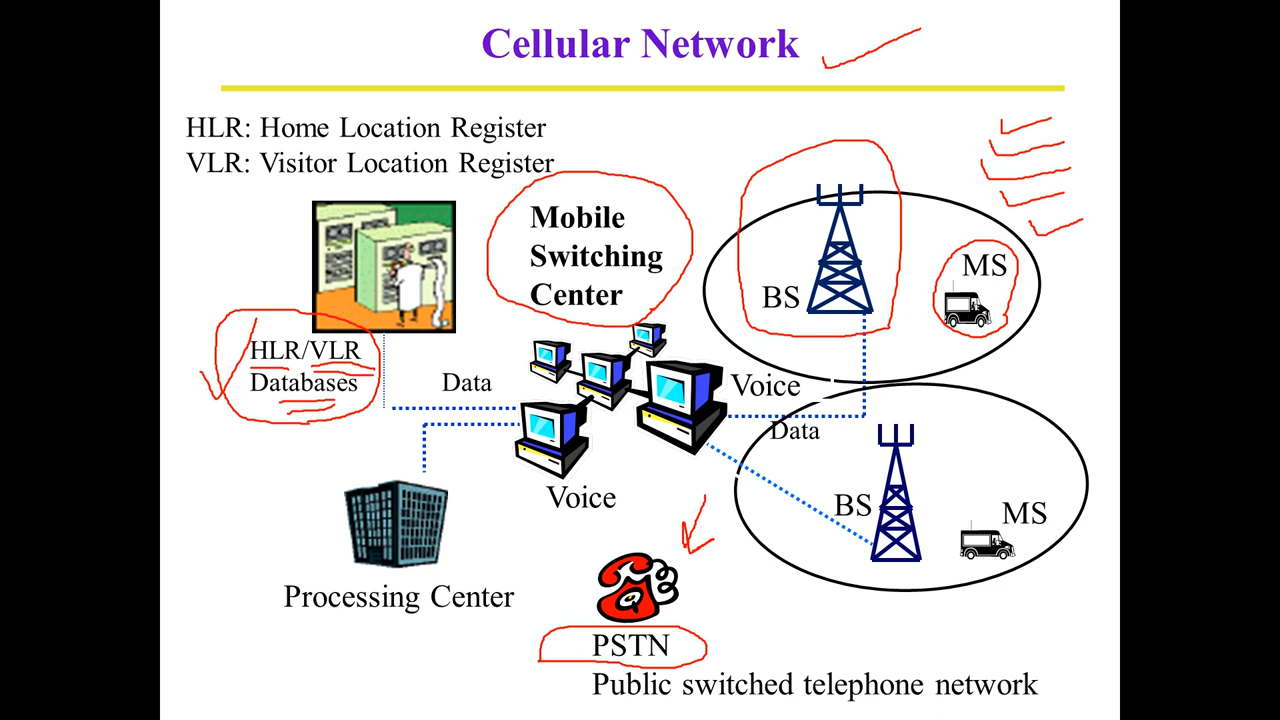 Cellular Network
HLR: Home Location Register
VLR: Visitor Location Register
Mobile
Switching
Center
MS
BS
HLR/VLR
Databases
Data
Voice
Data
Voice
BS
MS
Processing Center
PSTN
Public switched telephone network